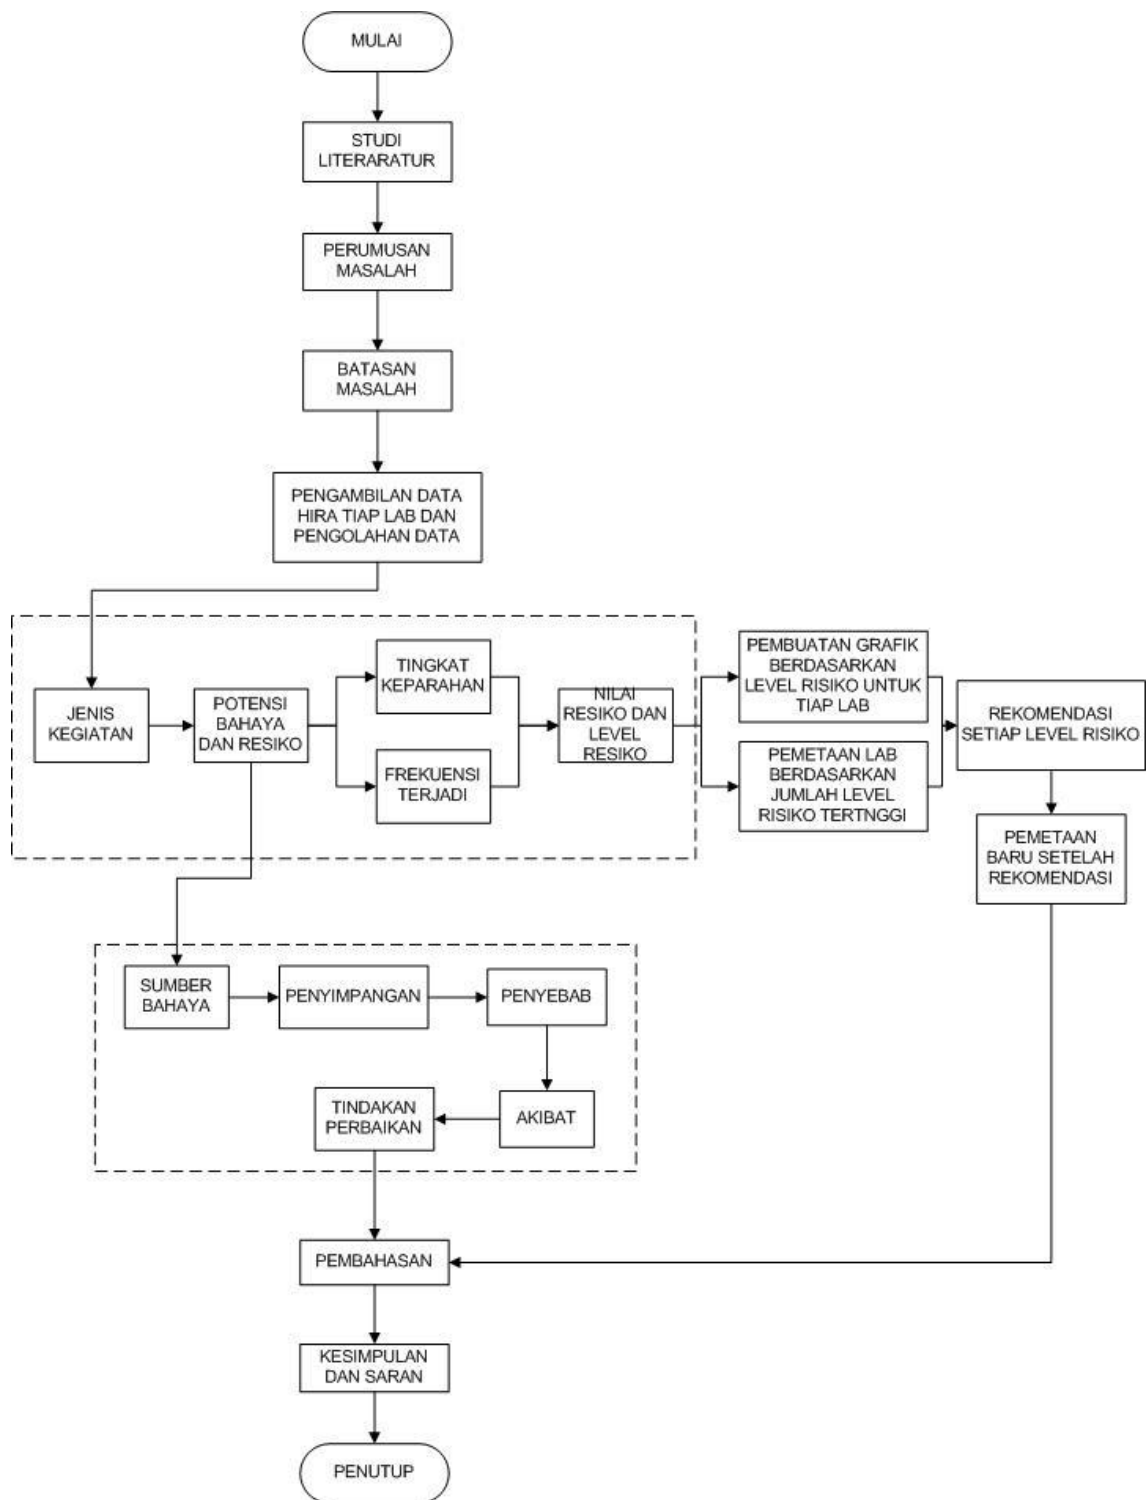 MULAI
STUDI
LITERARATUR
PERUMUSAN
MASALAH
BATASAN
MASALAH
PENGAMBILAN DATA
HIRA TIAP LAB DAN
PENGOLAHAN DATA
JENIS
KEGIATAN
POTENSI
BAHAYA
DAN RESIKO
TINGKAT
KEPARAHAN
FREKUENSI
TERJADI
NILAI
RESIKO DAN
LEVEL
RESIKO
PEMBUATAN GRAFIK
BERDASARKAN
LEVEL RISIKO UNTUK
TIAP LAB
PEMETAAN LAB
BERDASARKAN
JUMLAH LEVEL
RISIKO TERTNGGI
REKOMENDASI
SETIAP LEVEL RISIKO
PEMETAAN
BARU SETELAH
REKOMENDASI
SUMBER
BAHAYA
PENYIMPANGAN
PENYEBAB
AKIBAT
TINDAKAN
PERBAIKAN
PEMBAHASAN
KESIMPULAN
DAN SARAN
PENUTUP